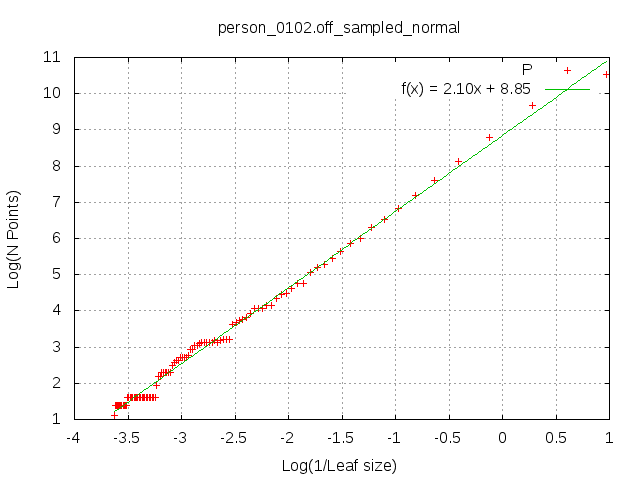 person_0102.off_sampled_normal
11
10
9
8
7
6
5
4
3
2
1
Log(N Points)
P
f(x) = 2.10x + 8.85
-4 -3.5 -3 -2.5 -2 -1.5 -1 -0.5 0 0.5 1
Log(1/Leaf size)